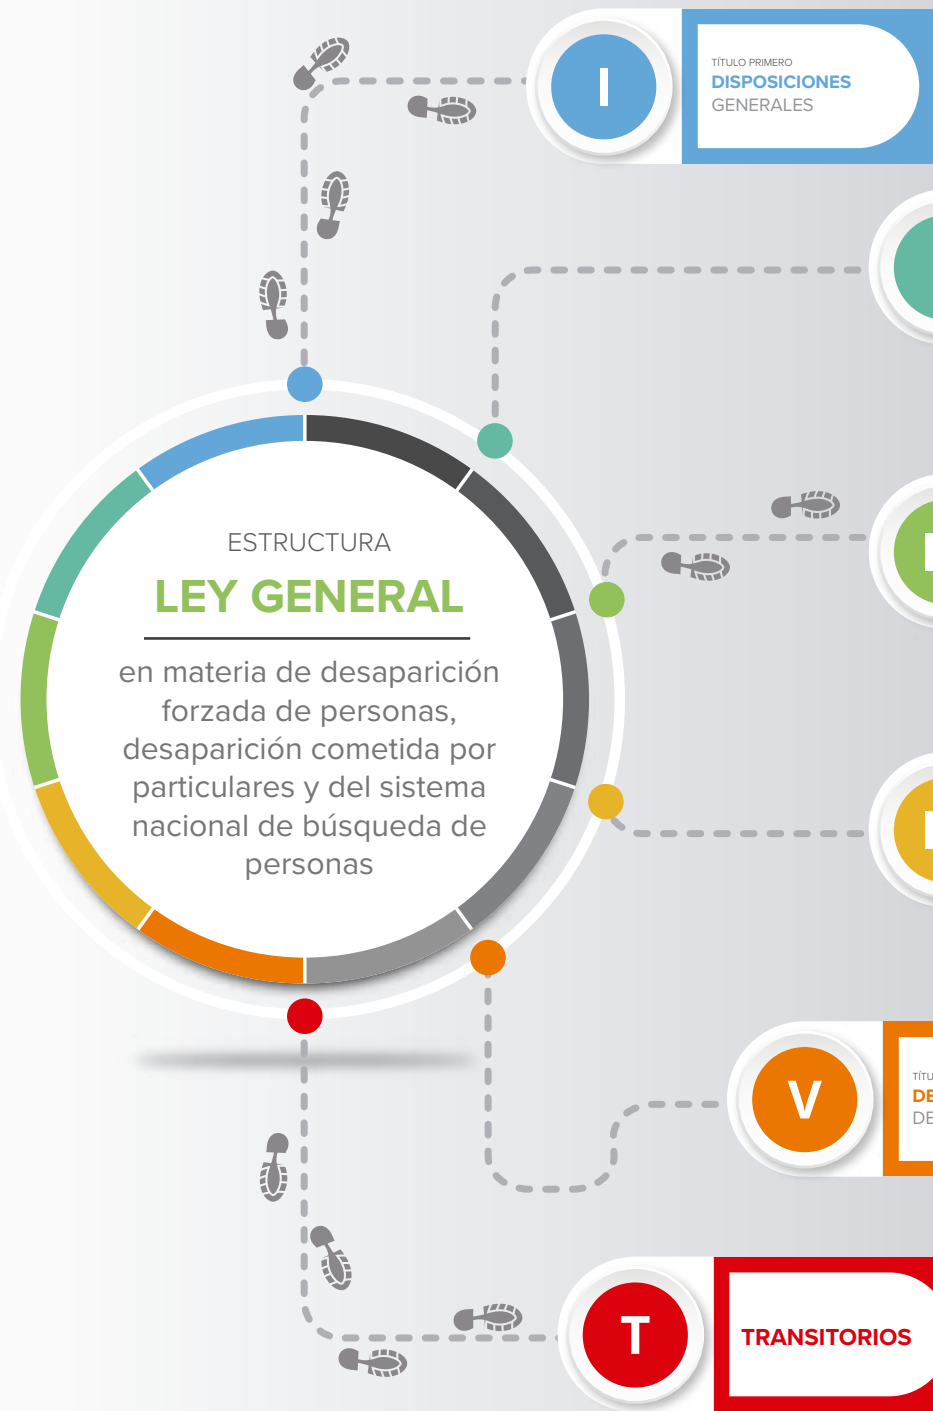 I
TÍTULO PRIMERO
DISPOSICIONES
GENERALES
ESTRUCTURA
LEY GENERAL
en materia de desaparición
forzada de personas,
desaparición cometida por
particulares y del sistema
nacional de búsqueda de
personas
V
T
TRANSITORIOS